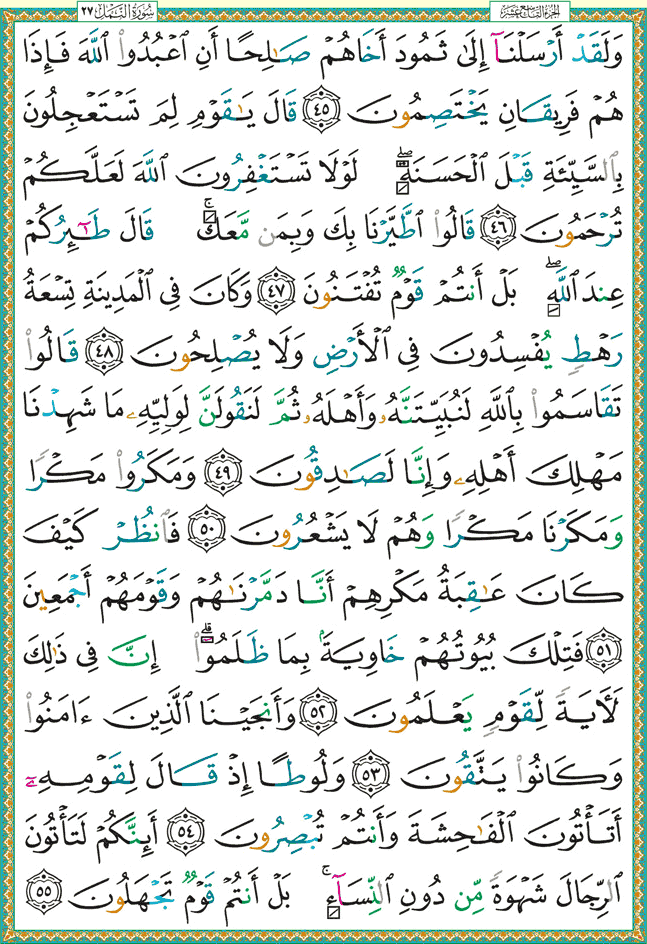 الجزء التاسع عشر سورة النمل ٢٧
وَلَقَدْ أَرْسَلْنَآ إِلَىٰ ثَمُودَ أَخَاهُمْ صَـٰلِحًا أَنِ ٱعْبُدُوا۟ ٱللَّهَ فَإِذَا
هُمْ فَرِيقَانِ يَخْتَصِمُونَ ٤٥ قَالَ يَـٰقَوْمِ لِمَ تَسْتَعْجِلُونَ
بِٱلسَّيِّئَةِ قَبْلَ ٱلْحَسَنَةِ ۖ لَوْلَا تَسْتَغْفِرُونَ ٱللَّهَ لَعَلَّكُمْ
تُرْحَمُونَ ٤٦ قَالُوا۟ ٱطَّيَّرْنَا بِكَ وَبِمَن مَّعَكَ ۚ قَالَ طَـٰٓئِرُكُمْ
عِندَ ٱللَّهِ ۖ بَلْ أَنتُمْ قَوْمٌ تُفْتَنُونَ ٤٧ وَكَانَ فِى ٱلْمَدِينَةِ تِسْعَةُ
رَهْطٍ يُفْسِدُونَ فِى ٱلْأَرْضِ وَلَا يُصْلِحُونَ ٤٨ قَالُوا۟
تَقَاسَمُوا۟ بِٱللَّهِ لَنُبَيِّتَنَّهُۥ وَأَهْلَهُۥ ثُمَّ لَنَقُولَنَّ لِوَلِيِّهِۦ مَا شَهِدْنَا
مَهْلِكَ أَهْلِهِۦ وَإِنَّا لَصَـٰدِقُونَ ٤٩ وَمَكَرُوا۟ مَكْرًا
وَمَكَرْنَا مَكْرًا وَهُمْ لَا يَشْعُرُونَ ٥٠ فَٱنظُرْ كَيْفَ
كَانَ عَـٰقِبَةُ مَكْرِهِمْ أَنَّا دَمَّرْنَـٰهُمْ وَقَوْمَهُمْ أَجْمَعِينَ
٥١ فَتِلْكَ بُيُوتُهُمْ خَاوِيَةًۢ بِمَا ظَلَمُوٓا۟ ۗ إِنَّ فِى ذَٰلِكَ
لَـَٔايَةً لِّقَوْمٍ يَعْلَمُونَ ٥٢ وَأَنجَيْنَا ٱلَّذِينَ ءَامَنُوا۟
وَكَانُوا۟ يَتَّقُونَ ٥٣ وَلُوطًا إِذْ قَالَ لِقَوْمِهِۦٓ
أَتَأْتُونَ ٱلْفَـٰحِشَةَ وَأَنتُمْ تُبْصِرُونَ ٥٤ أَئِنَّكُمْ لَتَأْتُونَ
ٱلرِّجَالَ شَهْوَةً مِّن دُونِ ٱلنِّسَآءِ ۚ بَلْ أَنتُمْ قَوْمٌ تَجْهَلُونَ ٥٥